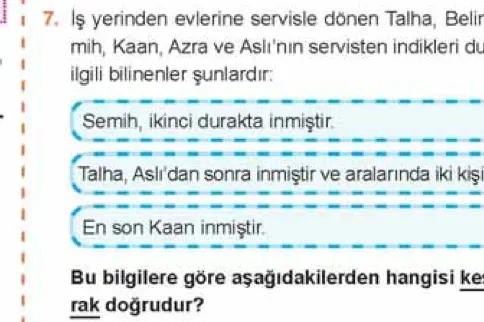 7. İş yerinden evlerine servisle dönen Talha, Belin
mih, Kaan, Azra ve Aslı'nın servisten indikleri du
ilgili bilinenler şunlardır:
Semih, ikinci durakta inmiştir.
Talha, Aslı'dan sonra inmiştir ve aralarında iki kişi
En son Kaan inmiştir.
Bu bilgilere göre aşağıdakilerden hangisi kes
rak doğrudur?